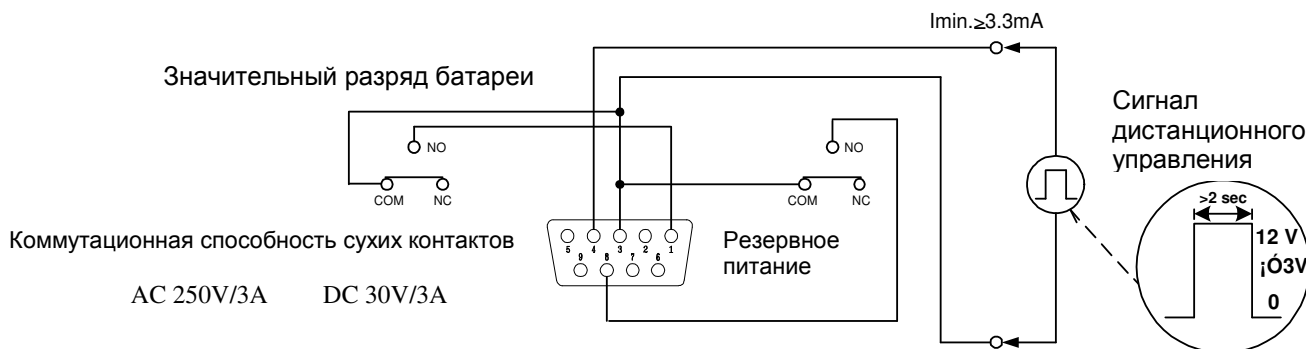 Imin.≥3.3mA
Значительный разряд батареи
Сигнал
дистанционного
управления
NO
NO
COM
NC
COM
NC
>2 sec
Коммутационная способность сухих контактов
5
4
3
2
1
9
8
7
6
Резервное
питание
12 V
¡Ó3V
0
AC 250V/3A
DC 30V/3A